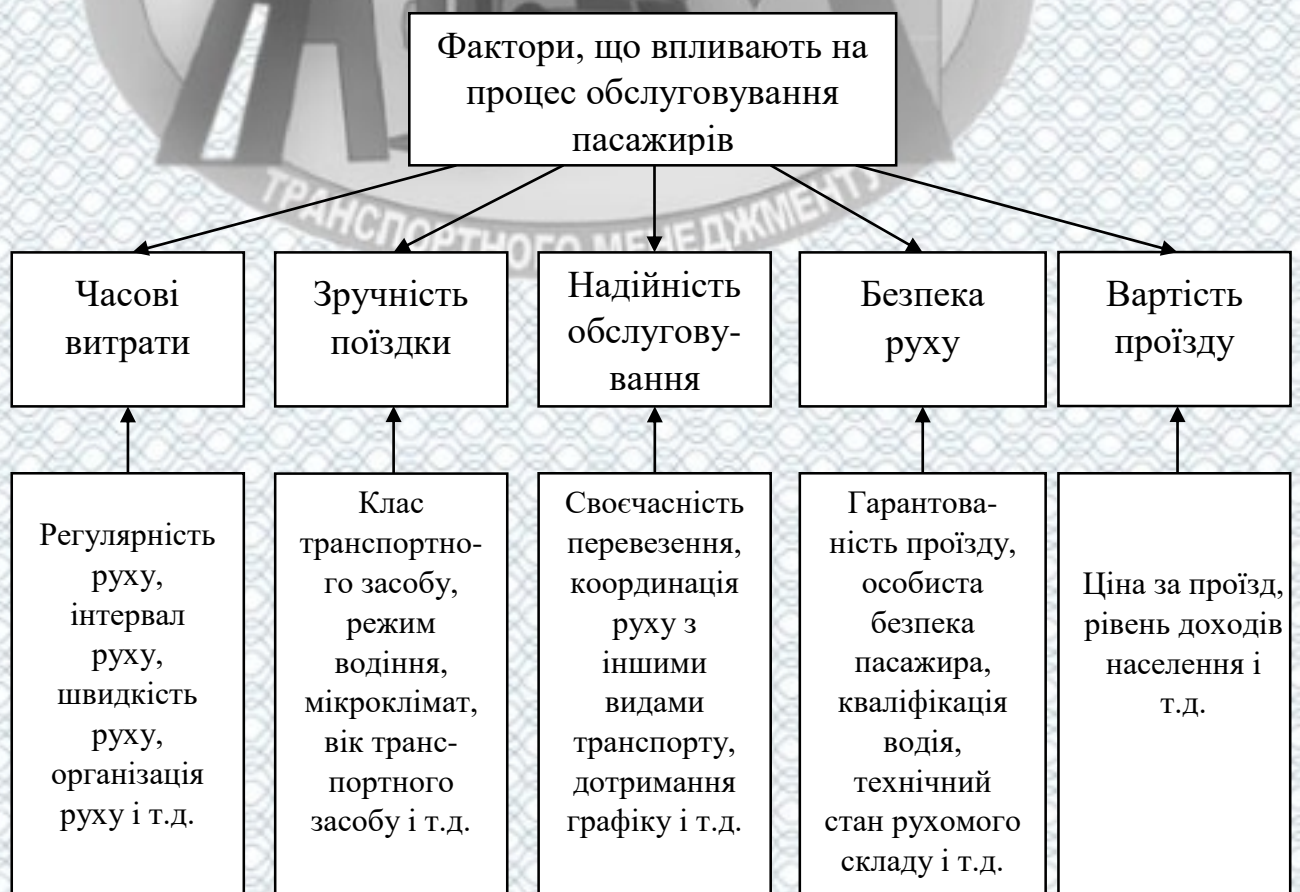 Фактори, що впливають на
процес обслуговування
пасажирів
ТРАНСПОРТНОГО МЕНЕДЖМЕНТУ
Часові
витрати
Зручність
поїздки
Надійність
обслугову-
вання
Безпека
руху
Вартість
проїзду
Регулярність
руху,
інтервал
руху,
швидкість
руху,
організація
руху і т.д.
Клас
транспортно-
го засобу,
режим
водіння,
мікроклімат,
вік транс-
портного
засобу і т.д.
Своєчасність
перевезення,
координація
руху з
іншими
видами
транспорту,
дотримання
графіку і т.д.
Гарантова-
ність проїзду,
особиста
безпека
пасажира,
кваліфікація
водія,
технічний
стан рухомого
складу і т.д.
Ціна за проїзд,
рівень доходів
населення і
т.д.